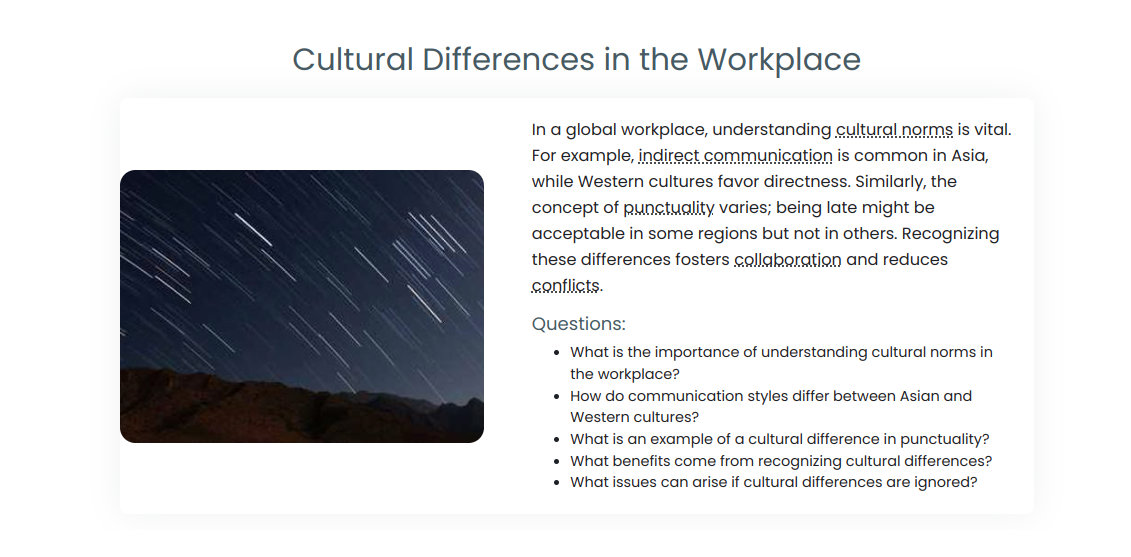 Cultural Differences in the Workplace
In a global workplace, understanding cultural norms is vital.
For example, indirect communication is common in Asia,
while Western cultures favor directness. Similarly, the
concept of punctuality varies; being late might be
acceptable in some regions but not in others. Recognizing
these differences fosters collaboration and reduces
conflicts.
Questions:
• What is the importance of understanding cultural norms in
the workplace?
• How do communication styles differ between Asian and
Western cultures?
• What is an example of a cultural difference in punctuality?
• What benefits come from recognizing cultural differences?
• What issues can arise if cultural differences are ignored?